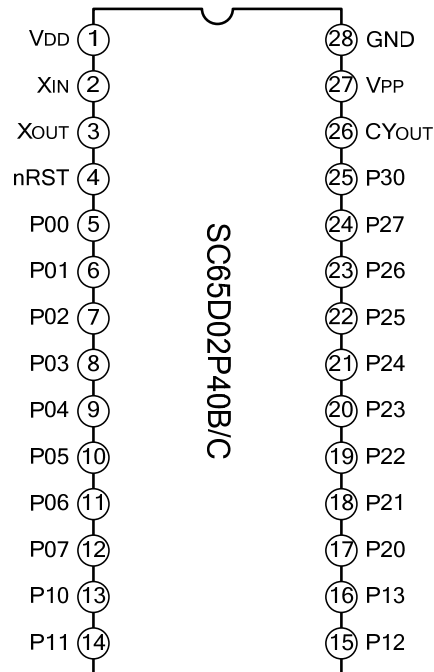 VDD 1 28 GND
XIN 2 27 VPP
XOUT 3 26 CYOUT
nRST 4 25 P30
P00 5 24 P27
P01 6 23 P26
P02 7 22 P25
P03 8 21 P24
P04 9 20 P23
P05 10 19 P22
P06 11 18 P21
P07 12 17 P20
P10 13 16 P13
P11 14 15 P12
SC65D02P40B/C